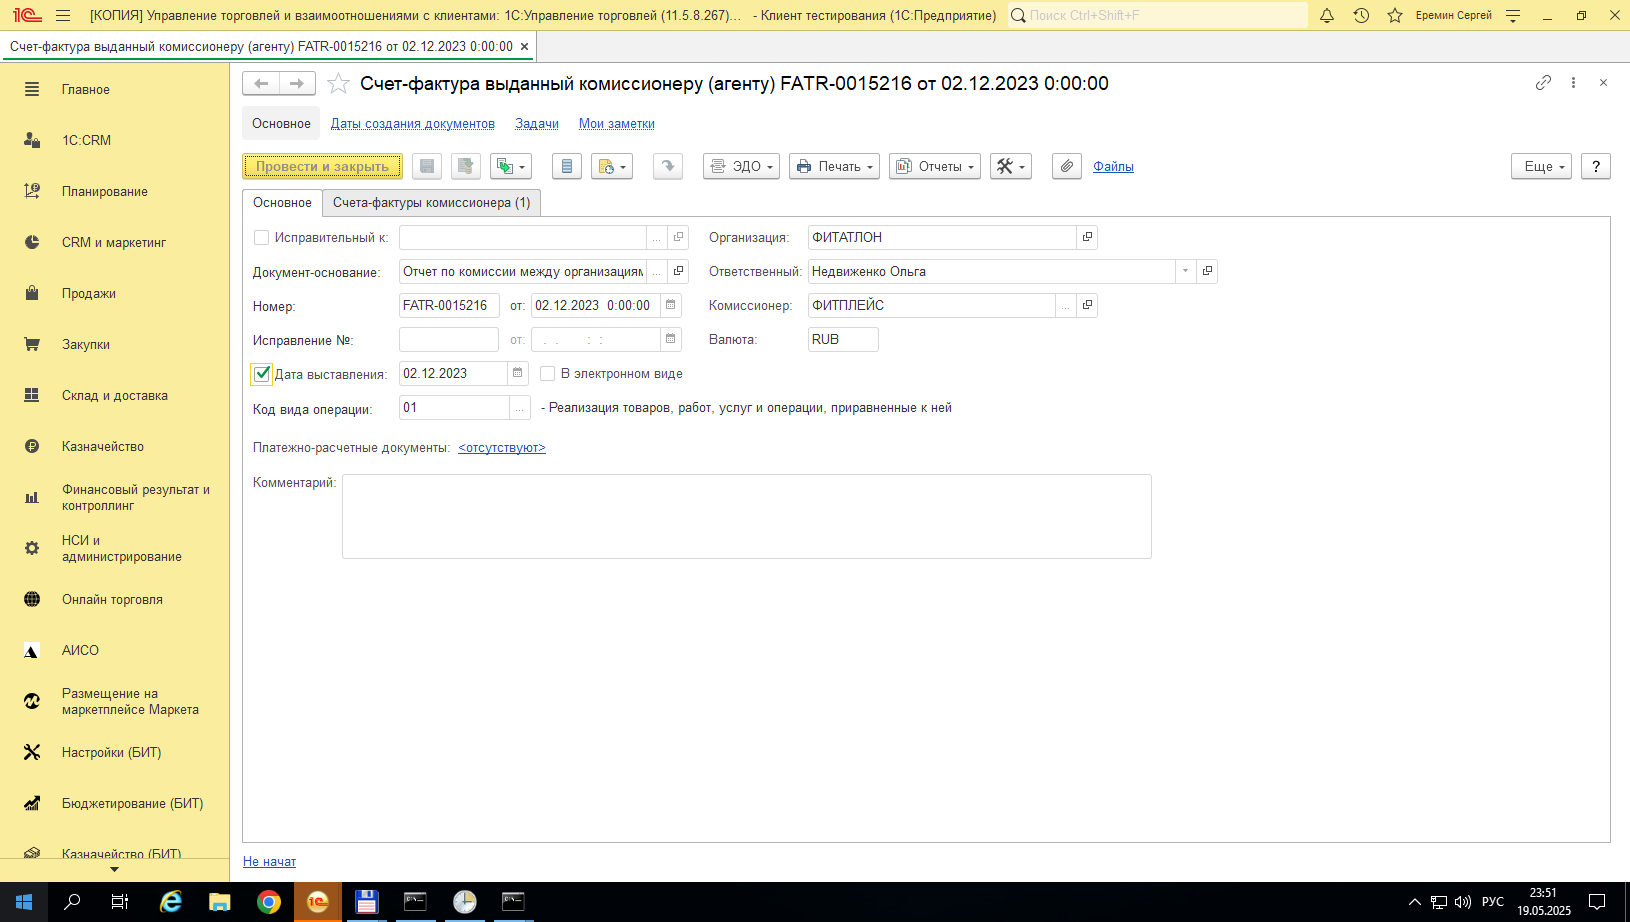 [КОПИЯ] Управление торговлей и взаимоотношениями с клиентами: 1С:Управление торговлей (11.5.8.267)... - Клиент тестирования (1С:Предприятие)
Поиск Ctrl+Shift+F
Еремин Сергей
Счет-фактура выданный комиссионеру (агенту) FATR-0015216 от 02.12.2023 0:00:00
Главное
1С:CRM
Планирование
CRM и маркетинг
Продажи
Закупки
Склад и доставка
Казначейство
Финансовый результат и
контроллинг
НСИ и
администрирование
Онлайн торговля
АИСО
Размещение на
маркетплейсе Маркета
Настройки (БИТ)
Бюджетирование (БИТ)
Казначейство (БИТ)
Счет-фактура выданный комиссионеру (агенту) FATR-0015216 от 02.12.2023 0:00:00
Основное Даты создания документов Задачи Мои заметки
Провести и закрыть ЭДО Печать Отчеты Файлы Еще ?
Основное Счета-фактуры комиссионера (1)
Исправительный к: ... Организация: ФИТАТЛОН
Документ-основание: Отчет по комиссии между организациям ... Ответственный: Недвиженко Ольга
Номер: FATR-0015216 от: 02.12.2023 0:00:00 Комиссионер: ФИТПЛЕЙС ...
Исправление №: от: . . : : Валюта: RUB
Дата выставления: 02.12.2023 В электронном виде
Код вида операции: 01 ... - Реализация товаров, работ, услуг и операции, приравненные к ней
Платежно-расчетные документы: <отсутствуют>
Комментарий:
Не начат
РУС
23:51
19.05.2025